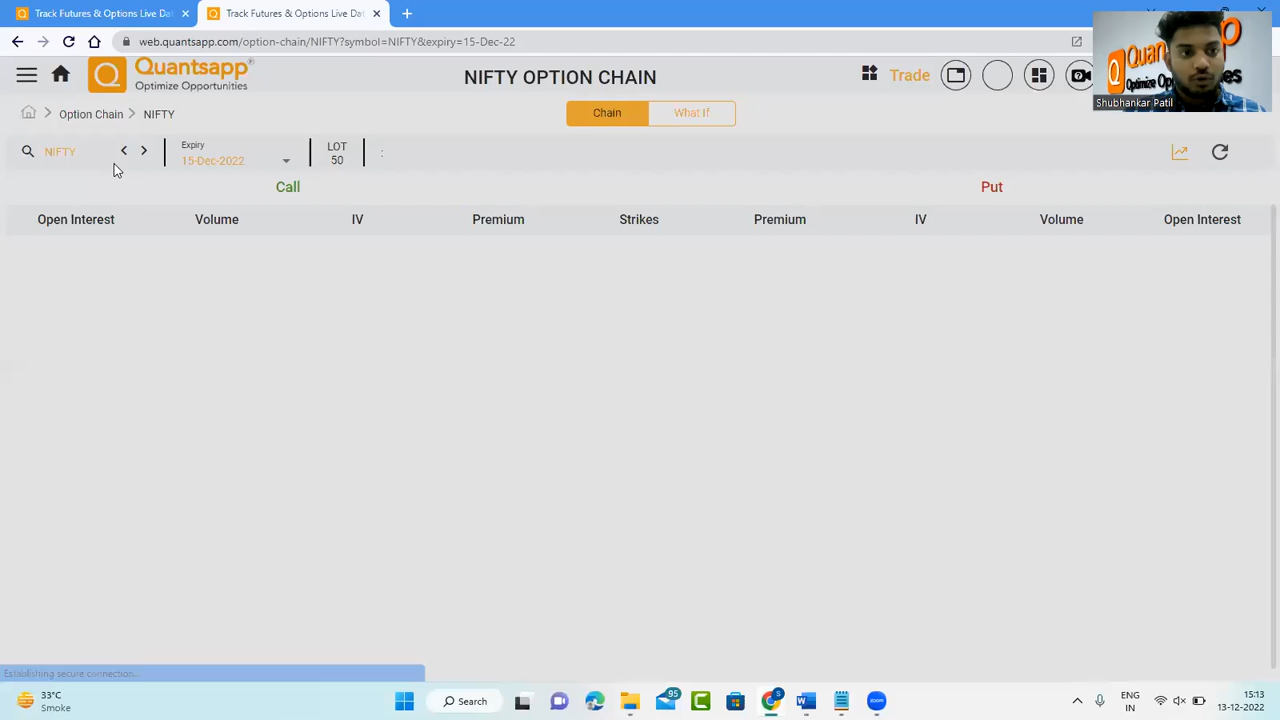 Track Futures & Options Live Dat
Track Futures & Options Live Dat
web.quantsapp.com/option-chain/NIFTY?symbol=NIFTY&expiry=15-Dec-22
Quantsapp
Optimize Opportunities
NIFTY OPTION CHAIN
Trade
Shubhankar Patil
Option Chain
NIFTY
Chain
What If
NIFTY
Expiry
15-Dec-2022
LOT
50
:
Call
Put
Open Interest Volume IV Premium Strikes Premium IV Volume Open Interest
Establishing secure connection...
33°C
Smoke
Search
95
S
zoom
ENG
IN
15:13
13-12-2022